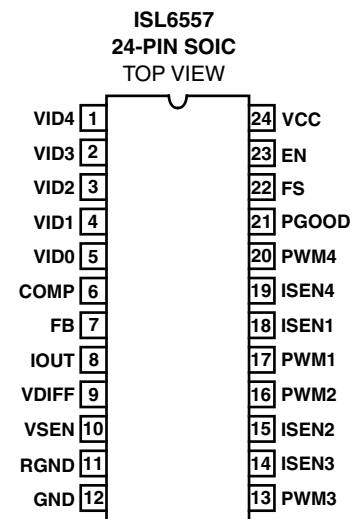 ISL6557
24-PIN SOIC
TOP VIEW
VID4 1 24 VCC
VID3 2 23 EN
VID2 3 22 FS
VID1 4 21 PGOOD
VID0 5 20 PWM4
COMP 6 19 ISEN4
FB 7 18 ISEN1
IOUT 8 17 PWM1
VDIFF 9 16 PWM2
VSEN 10 15 ISEN2
RGND 11 14 ISEN3
GND 12 13 PWM3